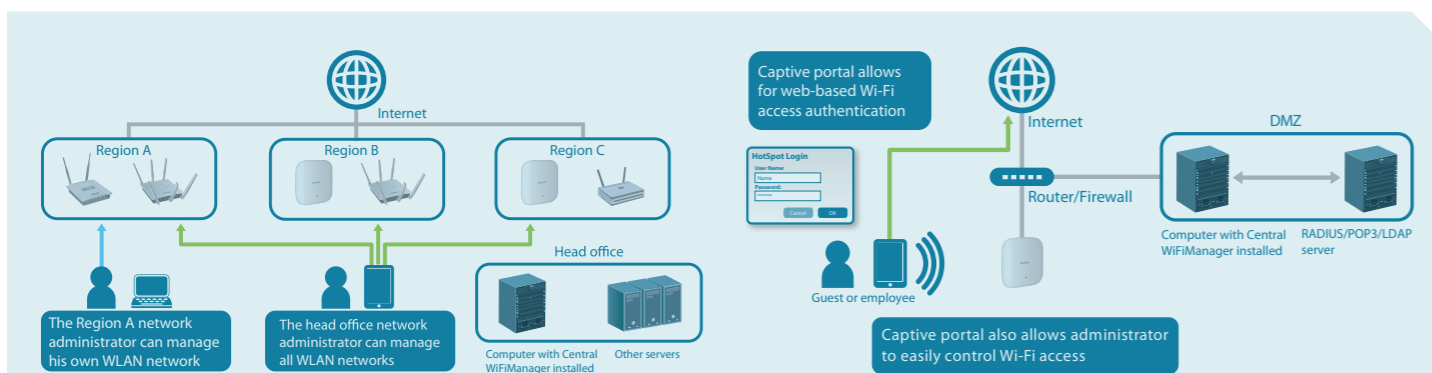 Internet
Region A
Region B
Region C
The Region A network
administrator can manage
his own WLAN network
The head office network
administrator can manage
all WLAN networks
Head office
Computer with Central
WiFiManager installed
Other servers
Captive portal allows
for web-based Wi-Fi
access authentication
HotSpot Login
User Name:
Name
Password:
Cancel
OK
Guest or employee
Internet
Router/Firewall
DMZ
Computer with Central
WiFiManager installed
RADIUS/POP3/LDAP
server
Captive portal also allows administrator
to easily control Wi-Fi access